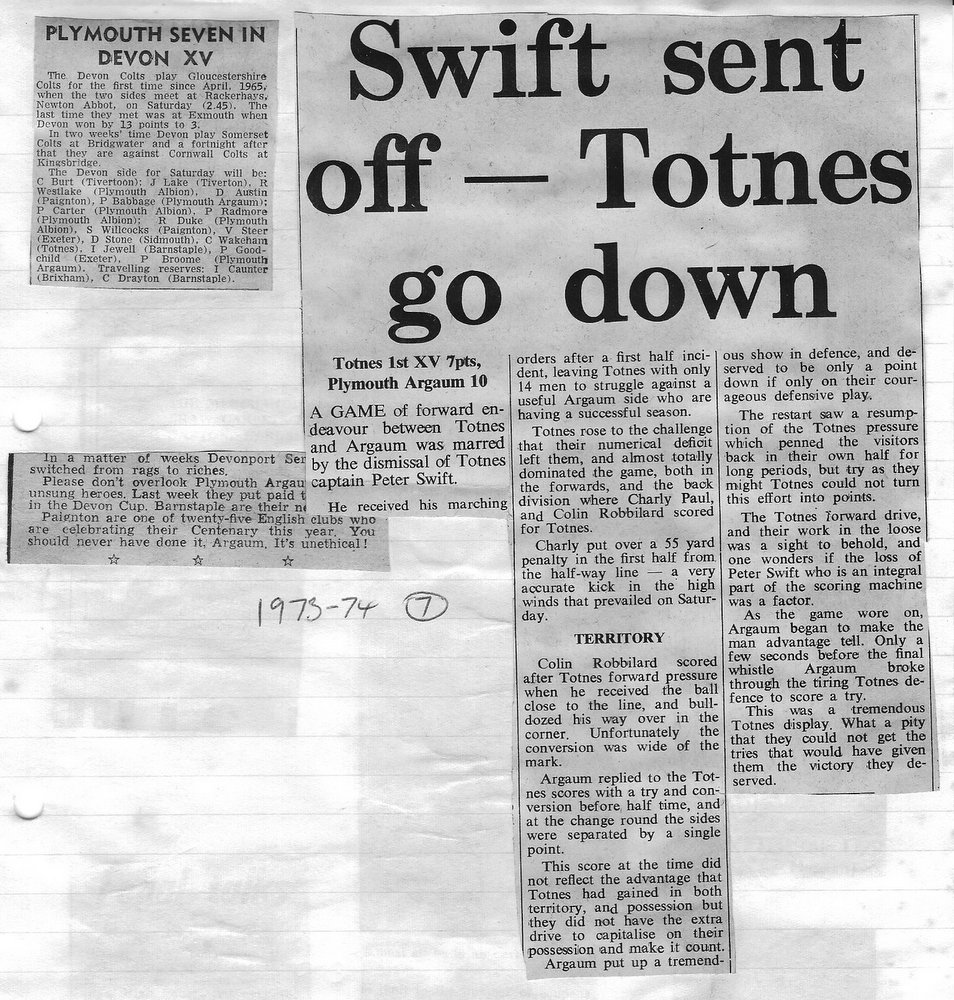 PLYMOUTH SEVEN IN
DEVON XV
The Devon Colts play Gloucestershire
Colts for the first time since April, 1965,
when the two sides meet at Rackerhays,
Newton Abbot, on Saturday (2.45). The
last time they met was at Exmouth when
Devon won by 13 points to 3.
In two weeks' time Devon play Somerset
Colts at Bridgwater and a fortnight after
that they are against Cornwall Colts at
Kingsbridge.
The Devon side for Saturday will be:
C Burt (Tivertoon); J Lake (Tiverton), R
Westlake (Plymouth Albion), D Austin
(Paignton), P Babbage (Plymouth Argaum);
P Carter (Plymouth Albion), P Radmore
(Plymouth Albion); R Duke (Plymouth
Albion), S Willcocks (Paignton), V Steer
(Exeter), D Stone (Sidmouth), C Wakeham
(Totnes), I Jewell (Barnstaple), P Good-
child (Exeter), P Broome (Plymouth
Argaum). Travelling reserves: I Caunter
(Brixham), C Drayton (Barnstaple).
In a matter of weeks Devonport Ser
switched from rags to riches.
Please don't overlook Plymouth Argau
unsung heroes. Last week they put paid t
in the Devon Cup. Barnstaple are their ne
Paignton are one of twenty-five English clubs who
are celebrating their Centenary this year. You
should never have done it, Argaum. It's unethical!
1973-74 7
Swift sent
off — Totnes
go down
Totnes 1st XV 7pts,
Plymouth Argaum 10
A GAME of forward en-
deavour between Totnes
and Argaum was marred
by the dismissal of Totnes
captain Peter Swift.
He received his marching
orders after a first half inci-
dent, leaving Totnes with only
14 men to struggle against a
useful Argaum side who are
having a successful season.
Totnes rose to the challenge
that their numerical deficit
left them, and almost totally
dominated the game, both in
the forwards, and the back
division where Charly Paul,
and Colin Robbilard scored
for Totnes.
Charly put over a 55 yard
penalty in the first half from
the half-way line — a very
accurate kick in the high
winds that prevailed on Satur-
day.
TERRITORY
Colin Robbilard scored
after Totnes forward pressure
when he received the ball
close to the line, and bull-
dozed his way over in the
corner. Unfortunately the
conversion was wide of the
mark.
Argaum replied to the Tot-
nes scores with a try and con-
version before half time, and
at the change round the sides
were separated by a single
point.
This score at the time did
not reflect the advantage that
Totnes had gained in both
territory, and possession but
they did not have the extra
drive to capitalise on their
possession and make it count.
Argaum put up a tremend-
ous show in defence, and de-
served to be only a point
down if only on their cour-
ageous defensive play.
The restart saw a resump-
tion of the Totnes pressure
which penned the visitors
back in their own half for
long periods, but try as they
might Totnes could not turn
this effort into points.
The Totnes forward drive,
and their work in the loose
was a sight to behold, and
one wonders if the loss of
Peter Swift who is an integral
part of the scoring machine
was a factor.
As the game wore on,
Argaum began to make the
man advantage tell. Only a
few seconds before the final
whistle Argaum broke
through the tiring Totnes de-
fence to score a try.
This was a tremendous
Totnes display. What a pity
that they could not get the
tries that would have given
them the victory they de-
served.